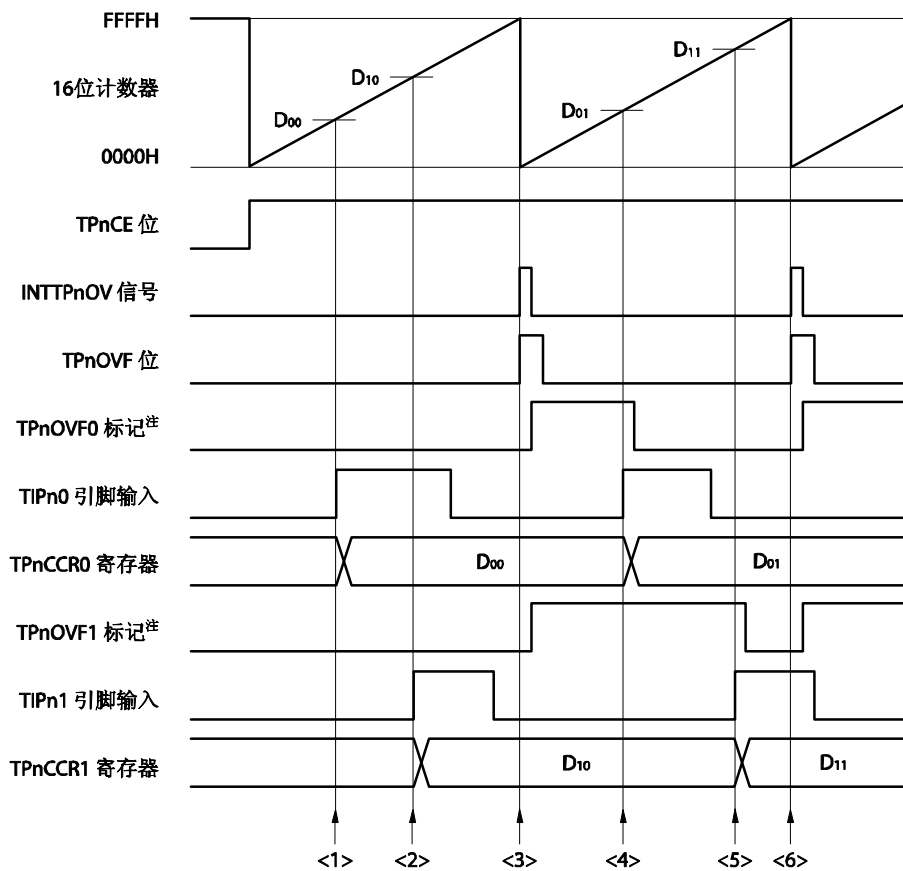 FFFFH
16位计数器
0000H
D10
D00
D11
D01
TPnCE 位
INTTPnOV 信号
TPnOVF 位
TPnOVF0 标记注
TIPn0 引脚输入
TPnCCR0 寄存器
D00
D01
TPnOVF1 标记注
TIPn1 引脚输入
TPnCCR1 寄存器
D10
D11
<1> <2> <3> <4> <5> <6>